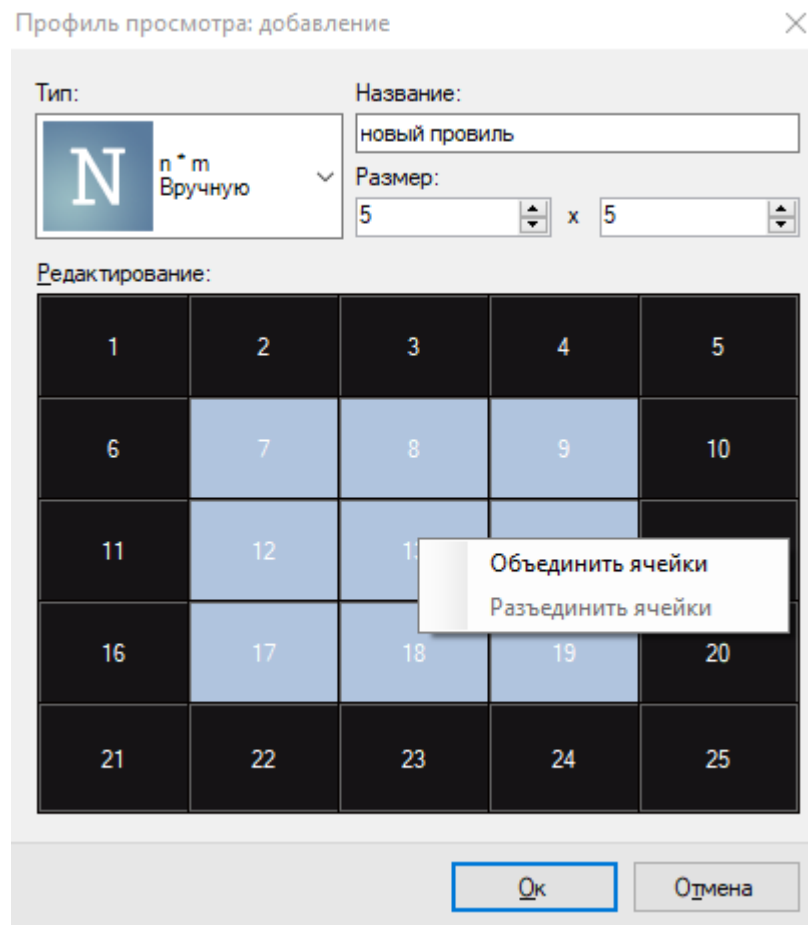 Профиль просмотра: добавление
Тип:
Название:
N
n * m
Вручную
новый провиль
Размер:
5 x 5
Редактирование:
1 2 3 4 5
6 7 8 9 10
11 12
Объединить ячейки
Разъединить ячейки
16 17 18 19 20
21 22 23 24 25
Ок Отмена